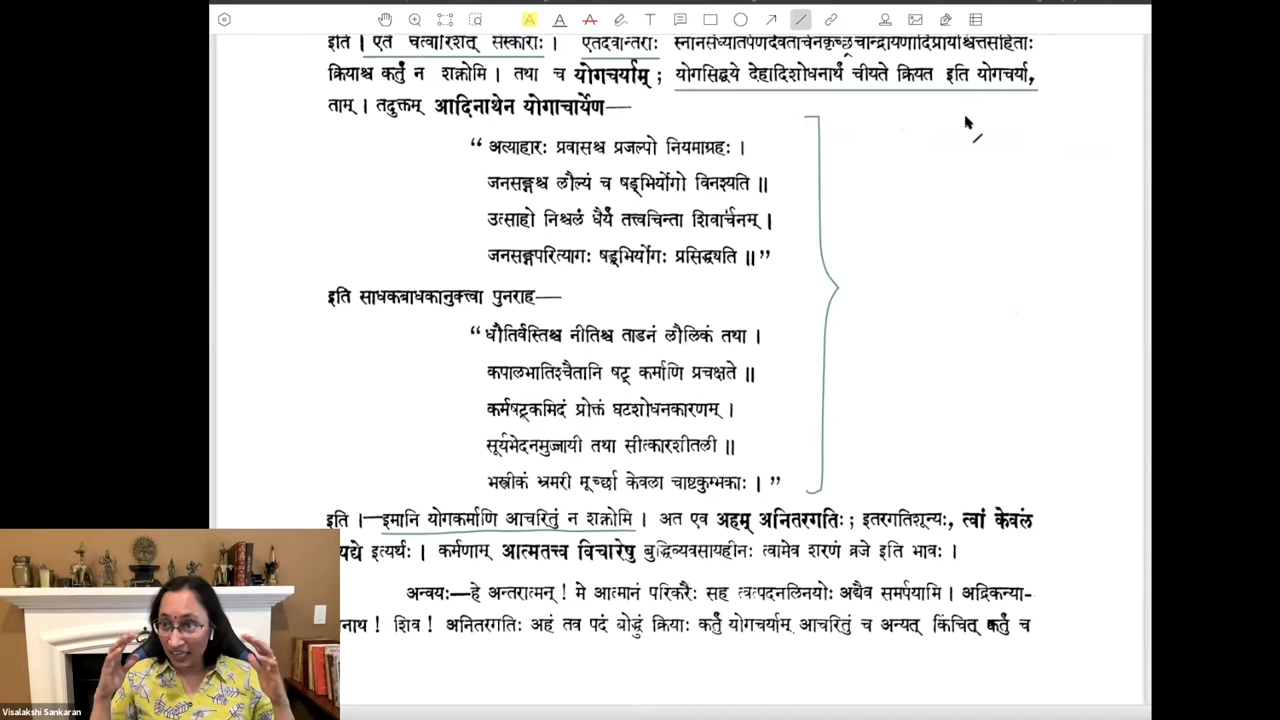 इति । एते चत्वारिंशत् संस्काराः । एतदवान्तराः स्नानसंध्यातर्पणदेवतार्चनकृच्छ्रचान्द्रायणादिप्रायश्चित्तसहिताः
क्रियाश्च कर्तुं न शक्नोमि । तथा च योगचर्याम् ; योगसिद्धये देहादिशोधनार्थं चीयते क्रियत इति योगचर्या,
ताम् । तदुक्तम् आदिनाथेन योगाचार्येण—
“ अत्याहारः प्रवासश्च प्रजल्पो नियमाग्रहः ।
जनसङ्गश्च लौल्यं च षड्भिर्योगो विनश्यति ॥
उत्साहो निश्चलं धैर्यं तत्त्वचिन्ता शिवार्चनम् ।
जनसङ्गपरित्यागः षड्भिर्योगः प्रसिद्ध्यति ॥ ”
इति साधकबाधकानुक्त्वा पुनराह—
“ धौतिर्वस्तिश्च नीतिश्च ताडनं लौलिकं तथा ।
कपालभातिश्चैतानि षट् कर्माणि प्रचक्षते ॥
कर्मषट्कमिदं प्रोक्तं घटशोधनकारणम् ।
सूर्यभेदनमुज्जायी तथा सीत्कारशीतली ॥
भस्त्रीकं भ्रमरी मूर्च्छा केवला चाष्टकुम्भकाः । ”
इति ।—इमानि योगकर्माणि आचरितुं न शक्नोमि । अत एव अहम् अनितरगतिः ; इतरगतिशून्यः, त्वां केवलं
इत्यर्थः । कर्मणाम् आत्मतत्त्व विचारेषु बुद्धिव्यवसायहीनः त्वामेव शरणं व्रजे इति भावः ।
अन्वयः—हे अन्तरात्मन् ! मे आत्मानं परिकरैः सह त्वत्पदनलिनयोः अद्यैव समर्पयामि । अद्रिकन्या-
नाथ ! शिव ! अनितरगतिः अहं तव पदं बोद्धुं क्रियाः कर्तुं योगचर्याम् आचरितुं च अन्यत् किंचित् कर्तुं च
Visalakshi Sankaran